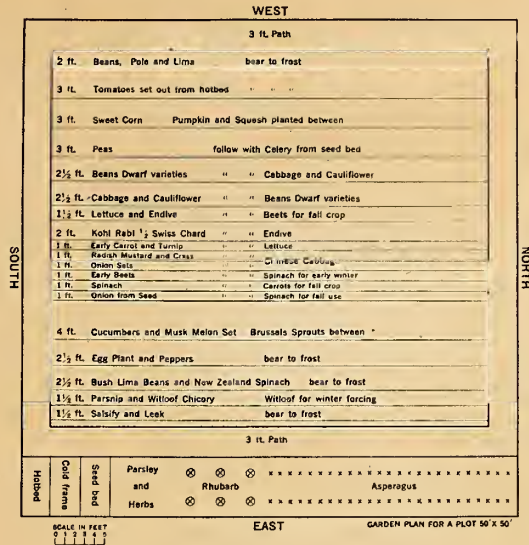 WEST
3 ft. Path
2 ft. Beans, Pole and Lima bear to frost
3 ft. Tomatoes set out from hotbed " " "
3 ft. Sweet Corn Pumpkin and Squash planted between
3 ft. Peas follow with Celery from seed bed
2½ ft. Beans Dwarf varieties " " Cabbage and Cauliflower
2½ ft. Cabbage and Cauliflower " " Beans Dwarf varieties
1½ ft. Lettuce and Endive " " Beets for fall crop
2 ft. Kohl Rabi ½ Swiss Chard " " Endive
1 ft. Early Carrot and Turnip " " Lettuce
1 ft. Radish Mustard and Cress " "
1 ft. Onion Sets " " Chinese Cabbag
1 ft. Early Beets " " Spinach for early winter
1 ft. Spinach " " Carrots for fall crop
1 ft. Onion from Seed " " Spinach for fall use
4 ft. Cucumbers and Musk Melon Set Brussels Sprouts between
2½ ft. Egg Plant and Peppers bear to frost
2½ ft. Bush Lima Beans and New Zealand Spinach bear to frost
1½ ft. Parsnip and Witloof Chicory Witloof for winter forcing
1½ ft. Salsify and Leek bear to frost
3 ft. Path
SOUTH
NORTH
Hotbed
Cold frame
Seed bed
Parsley
and
Herbs
Rhubarb
Asparagus
SCALE IN FEET
0 1 2 3 4 5
EAST
GARDEN PLAN FOR A PLOT 50'X 50'